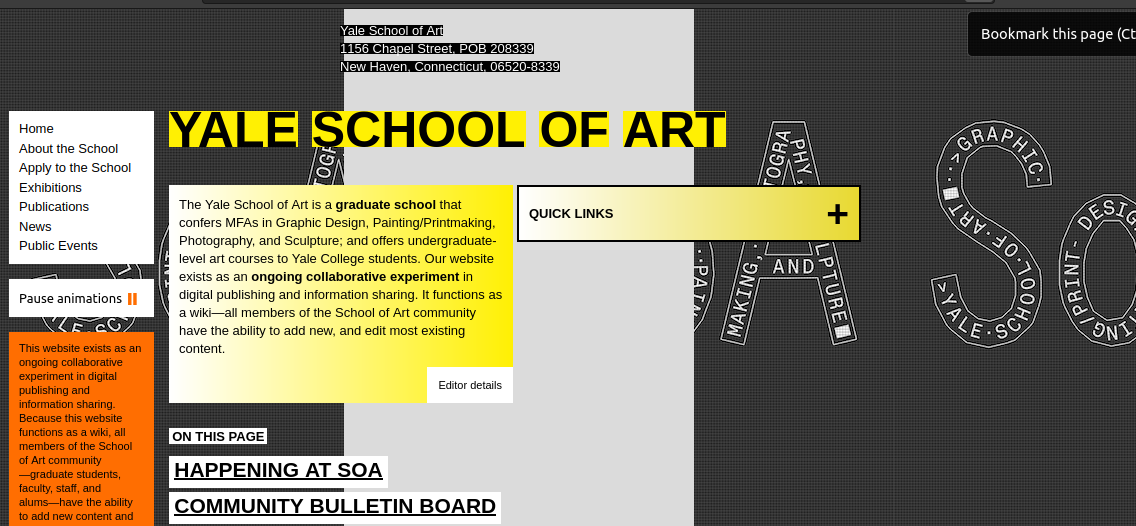 Yale School of Art
1156 Chapel Street, POB 208339
New Haven, Connecticut, 06520-8339
Bookmark this page (Ct
Home
About the School
Apply to the School
Exhibitions
Publications
News
Public Events
Pause animations
This website exists as an
ongoing collaborative
experiment in digital
publishing and
information sharing.
Because this website
functions as a wiki, all
members of the School
of Art community
—graduate students,
faculty, staff, and
alums—have the ability
to add new content and
YALE SCHOOL OF ART
The Yale School of Art is a graduate school that
confers MFAs in Graphic Design, Painting/Printmaking,
Photography, and Sculpture; and offers undergraduate-
level art courses to Yale College students. Our website
exists as an ongoing collaborative experiment in
digital publishing and information sharing. It functions as
a wiki—all members of the School of Art community
have the ability to add new, and edit most existing
content.
Editor details
QUICK LINKS
+
ON THIS PAGE
HAPPENING AT SOA
COMMUNITY BULLETIN BOARD
MAKING,
TOGRA
PHY,
AND
LPTURE
>YALE·SCHOOL·OF·ART·
·>GRAPHIC·
DESIG
NG/PRINT-